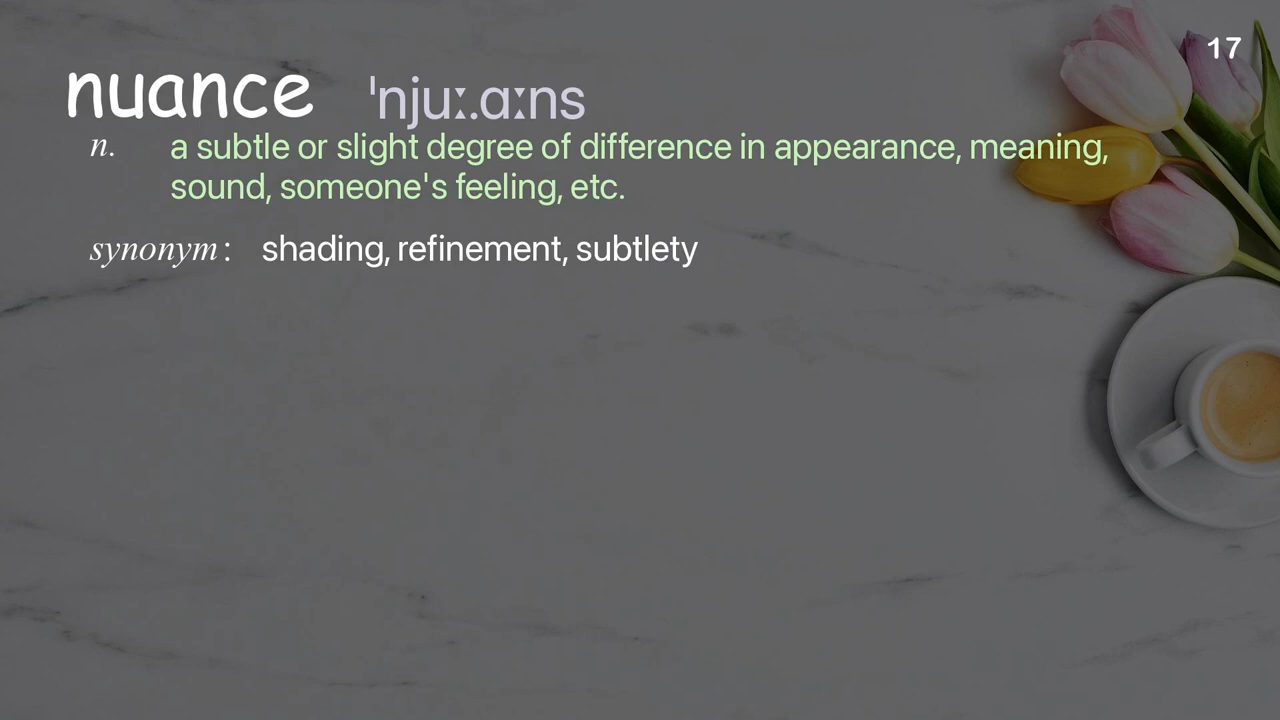 17
nuance ˈnjuː.ɑːns
n. a subtle or slight degree of difference in appearance, meaning,
sound, someone's feeling, etc.
synonym: shading, refinement, subtlety